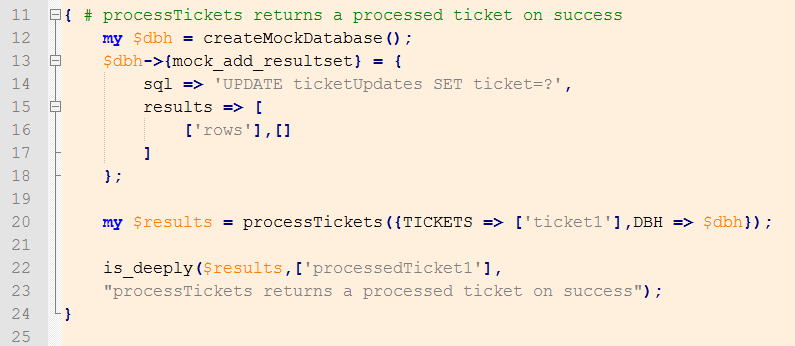 11 { # processTickets returns a processed ticket on success
12     my $dbh = createMockDatabase();
13     $dbh->{mock_add_resultset} = {
14         sql => 'UPDATE ticketUpdates SET ticket=?',
15         results => [
16             ['rows'],[]
17         ]
18     };
19
20     my $results = processTickets({TICKETS => ['ticket1'],DBH => $dbh});
21
22     is_deeply($results,['processedTicket1'],
23     "processTickets returns a processed ticket on success");
24 }
25